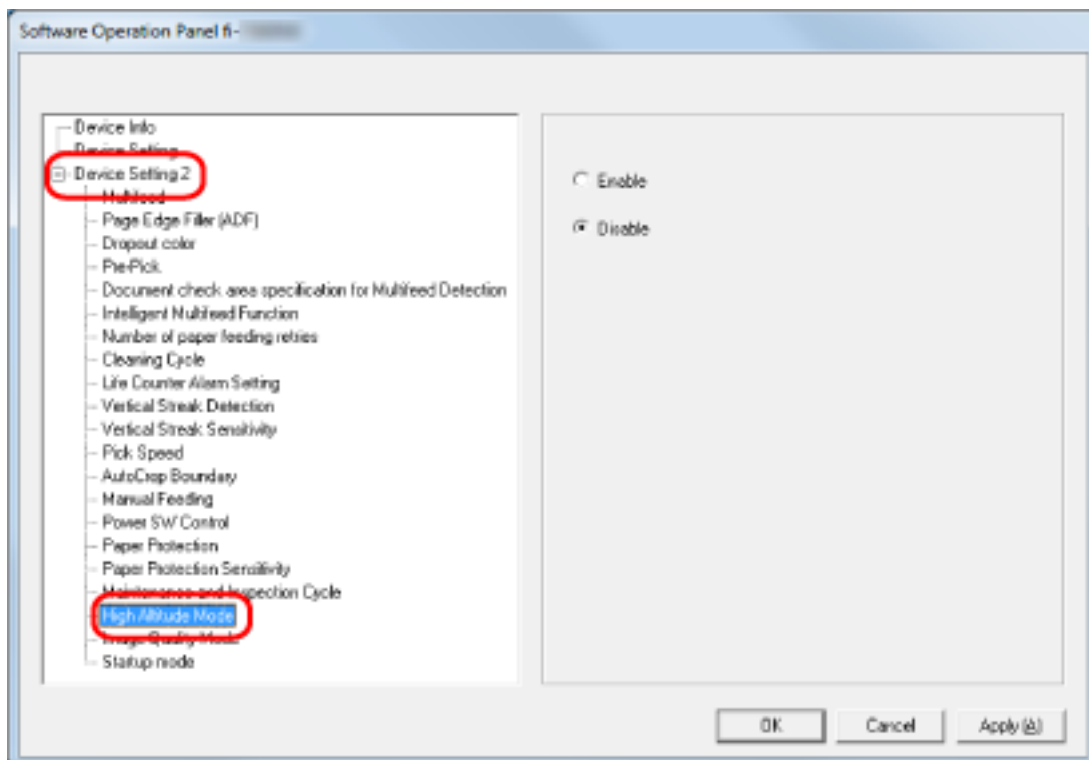 Software Operation Panel fi-
Device Info
Device Setting
Device Setting 2
Multifeed
Page Edge Filler (ADF)
Dropout color
Pre-Pick
Document check area specification for Multifeed Detection
Intelligent Multifeed Function
Number of paper feeding retries
Cleaning Cycle
Life Counter Alarm Setting
Vertical Streak Detection
Vertical Streak Sensitivity
Pick Speed
AutoCrop Boundary
Manual Feeding
Power SW Control
Paper Protection
Paper Protection Sensitivity
Maintenance and Inspection Cycle
High Altitude Mode
Image Quality Mode
Startup mode
Enable
Disable
OK Cancel Apply (A)